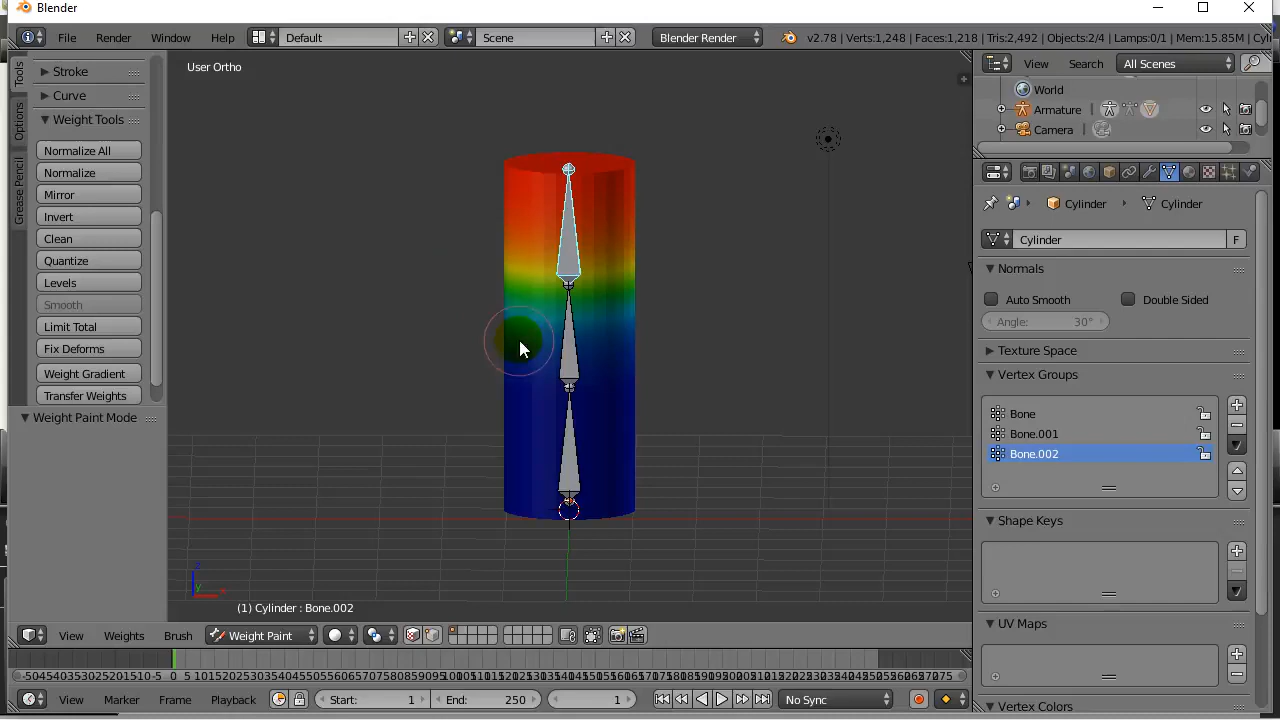 Blender
File Render Window Help Default Scene Blender Render v2.78 | Verts:1,248 | Faces:1,218 | Tris:2,492 | Objects:2/4 | Lamps:0/1 | Mem:15.85M | Cyli
Tools
Options
Grease Pencil
Stroke
Curve
Weight Tools
Normalize All
Normalize
Mirror
Invert
Clean
Quantize
Levels
Smooth
Limit Total
Fix Deforms
Weight Gradient
Transfer Weights
Weight Paint Mode
User Ortho
z
y
x
(1) Cylinder : Bone.002
View Weights Brush Weight Paint
View Search All Scenes
World
Armature
Camera
Cylinder Cylinder
Cylinder F
Normals
Auto Smooth Double Sided
Angle: 30°
Texture Space
Vertex Groups
Bone
Bone.001
Bone.002
Shape Keys
UV Maps
Vertex Colors
View Marker Frame Playback Start: 1 End: 250 1 No Sync